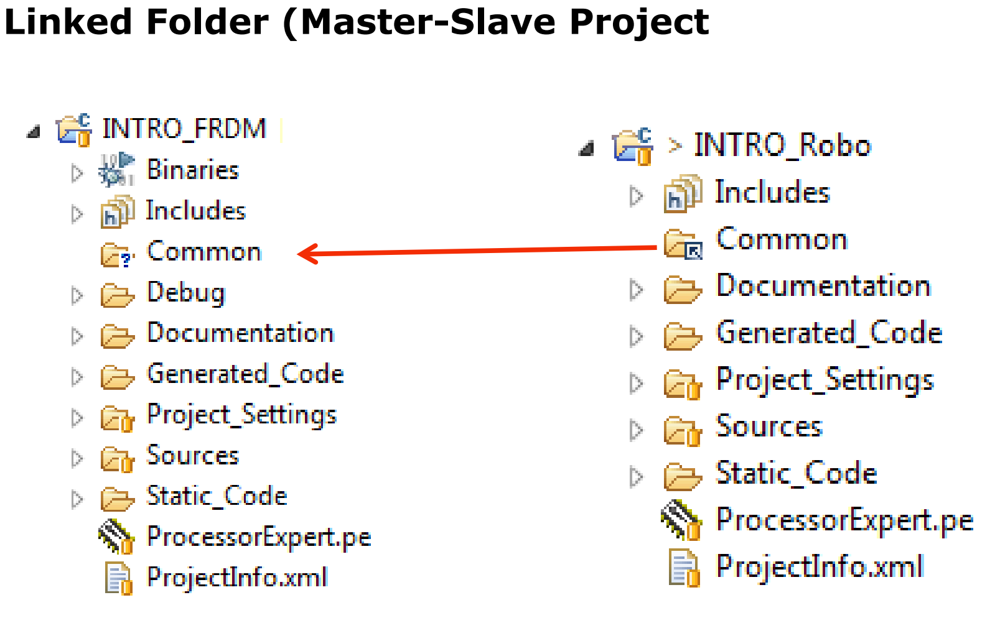 Linked Folder (Master-Slave Project
INTRO_FRDM
Binaries
Includes
Common
Debug
Documentation
Generated_Code
Project_Settings
Sources
Static_Code
ProcessorExpert.pe
ProjectInfo.xml
> INTRO_Robo
Includes
Common
Documentation
Generated_Code
Project_Settings
Sources
Static_Code
ProcessorExpert.pe
ProjectInfo.xml